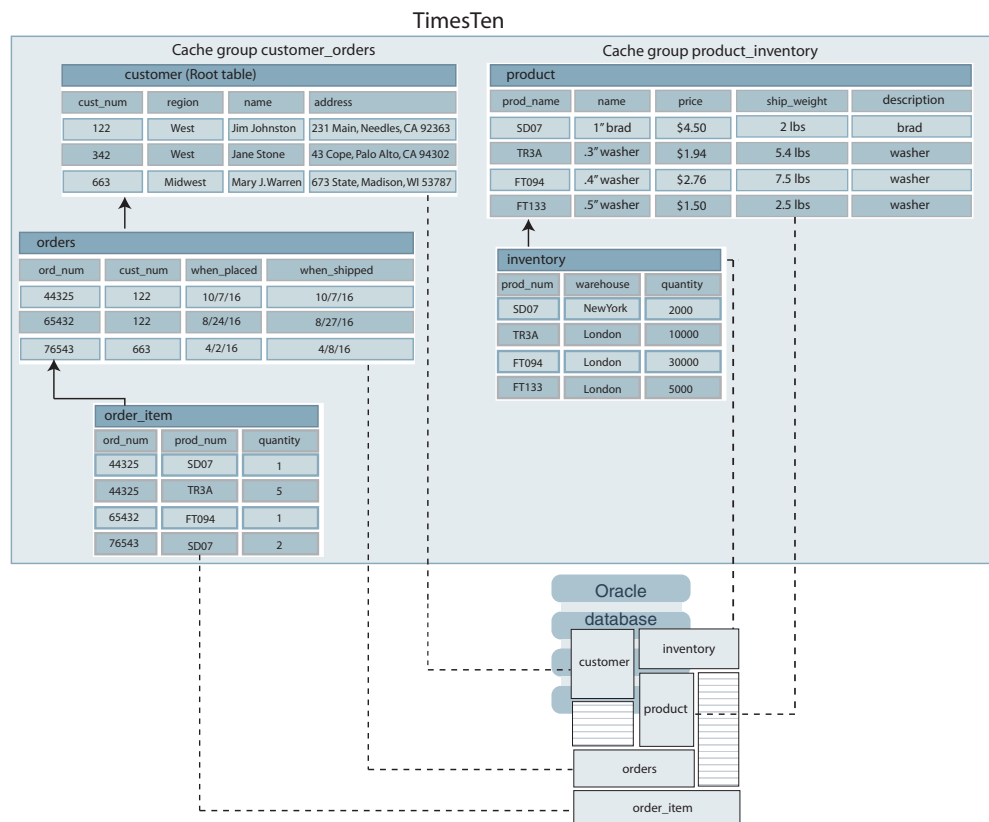 TimesTen
Cache group customer_orders
customer (Root table)
cust_num region name address
122 West Jim Johnston 231 Main, Needles, CA 92363
342 West Jane Stone 43 Cope, Palo Alto, CA 94302
663 Midwest Mary J. Warren 673 State, Madison, WI 53787
orders
ord_num cust_num when_placed when_shipped
44325 122 10/7/16 10/7/16
65432 122 8/24/16 8/27/16
76543 663 4/2/16 4/8/16
order_item
ord_num prod_num quantity
44325 SD07 1
44325 TR3A 5
65432 FT094 1
76543 SD07 2
Cache group product_inventory
product
prod_name name price ship_weight description
SD07 1" brad $4.50 2 lbs brad
TR3A .3" washer $1.94 5.4 lbs washer
FT094 .4" washer $2.76 7.5 lbs washer
FT133 .5" washer $1.50 2.5 lbs washer
inventory
prod_num warehouse quantity
SD07 NewYork 2000
TR3A London 10000
FT094 London 30000
FT133 London 5000
Oracle
database
customer
inventory
product
orders
order_item